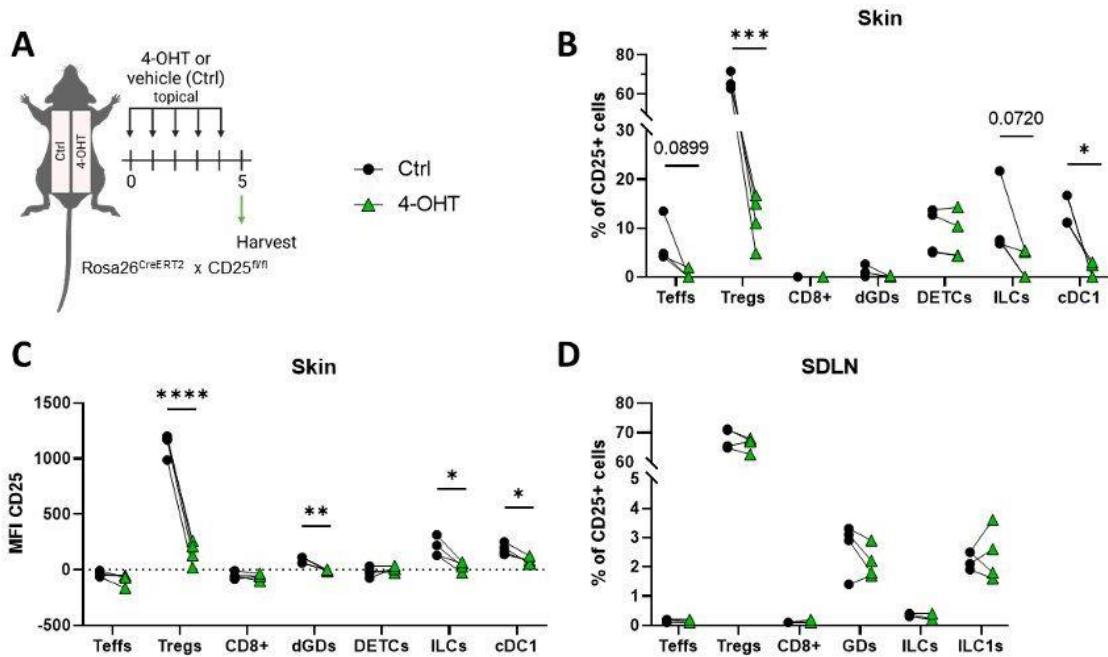 A
4-OHT or
vehicle (Ctrl)
topical
Ctrl
4-OHT
0
5
Harvest
Rosa26CreERT2 x CD25fl/fl
Ctrl
4-OHT
B
Skin
% of CD25+ cells
80
60
30
20
10
0
0.0899
***
0.0720
*
Teffs
Tregs
CD8+
dGDs
DETCs
ILCs
cDC1
C
Skin
MFI CD25
1500
1000
500
0
-500
****
**
*
*
Teffs
Tregs
CD8+
dGDs
DETCs
ILCs
cDC1
D
SDLN
% of CD25+ cells
80
70
60
5
4
3
2
1
0
Teffs
Tregs
CD8+
GDs
ILCs
ILC1s